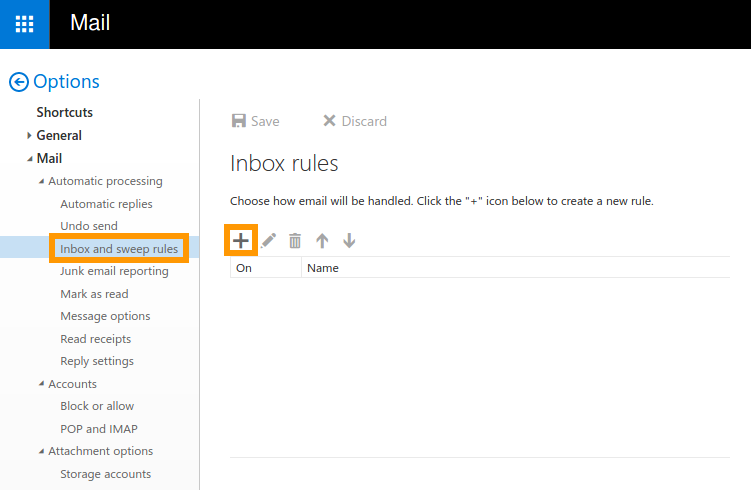 Mail
Options
Shortcuts
General
Mail
Automatic processing
Automatic replies
Undo send
Inbox and sweep rules
Junk email reporting
Mark as read
Message options
Read receipts
Reply settings
Accounts
Block or allow
POP and IMAP
Attachment options
Storage accounts
Save Discard
Inbox rules
Choose how email will be handled. Click the "+" icon below to create a new rule.
On Name